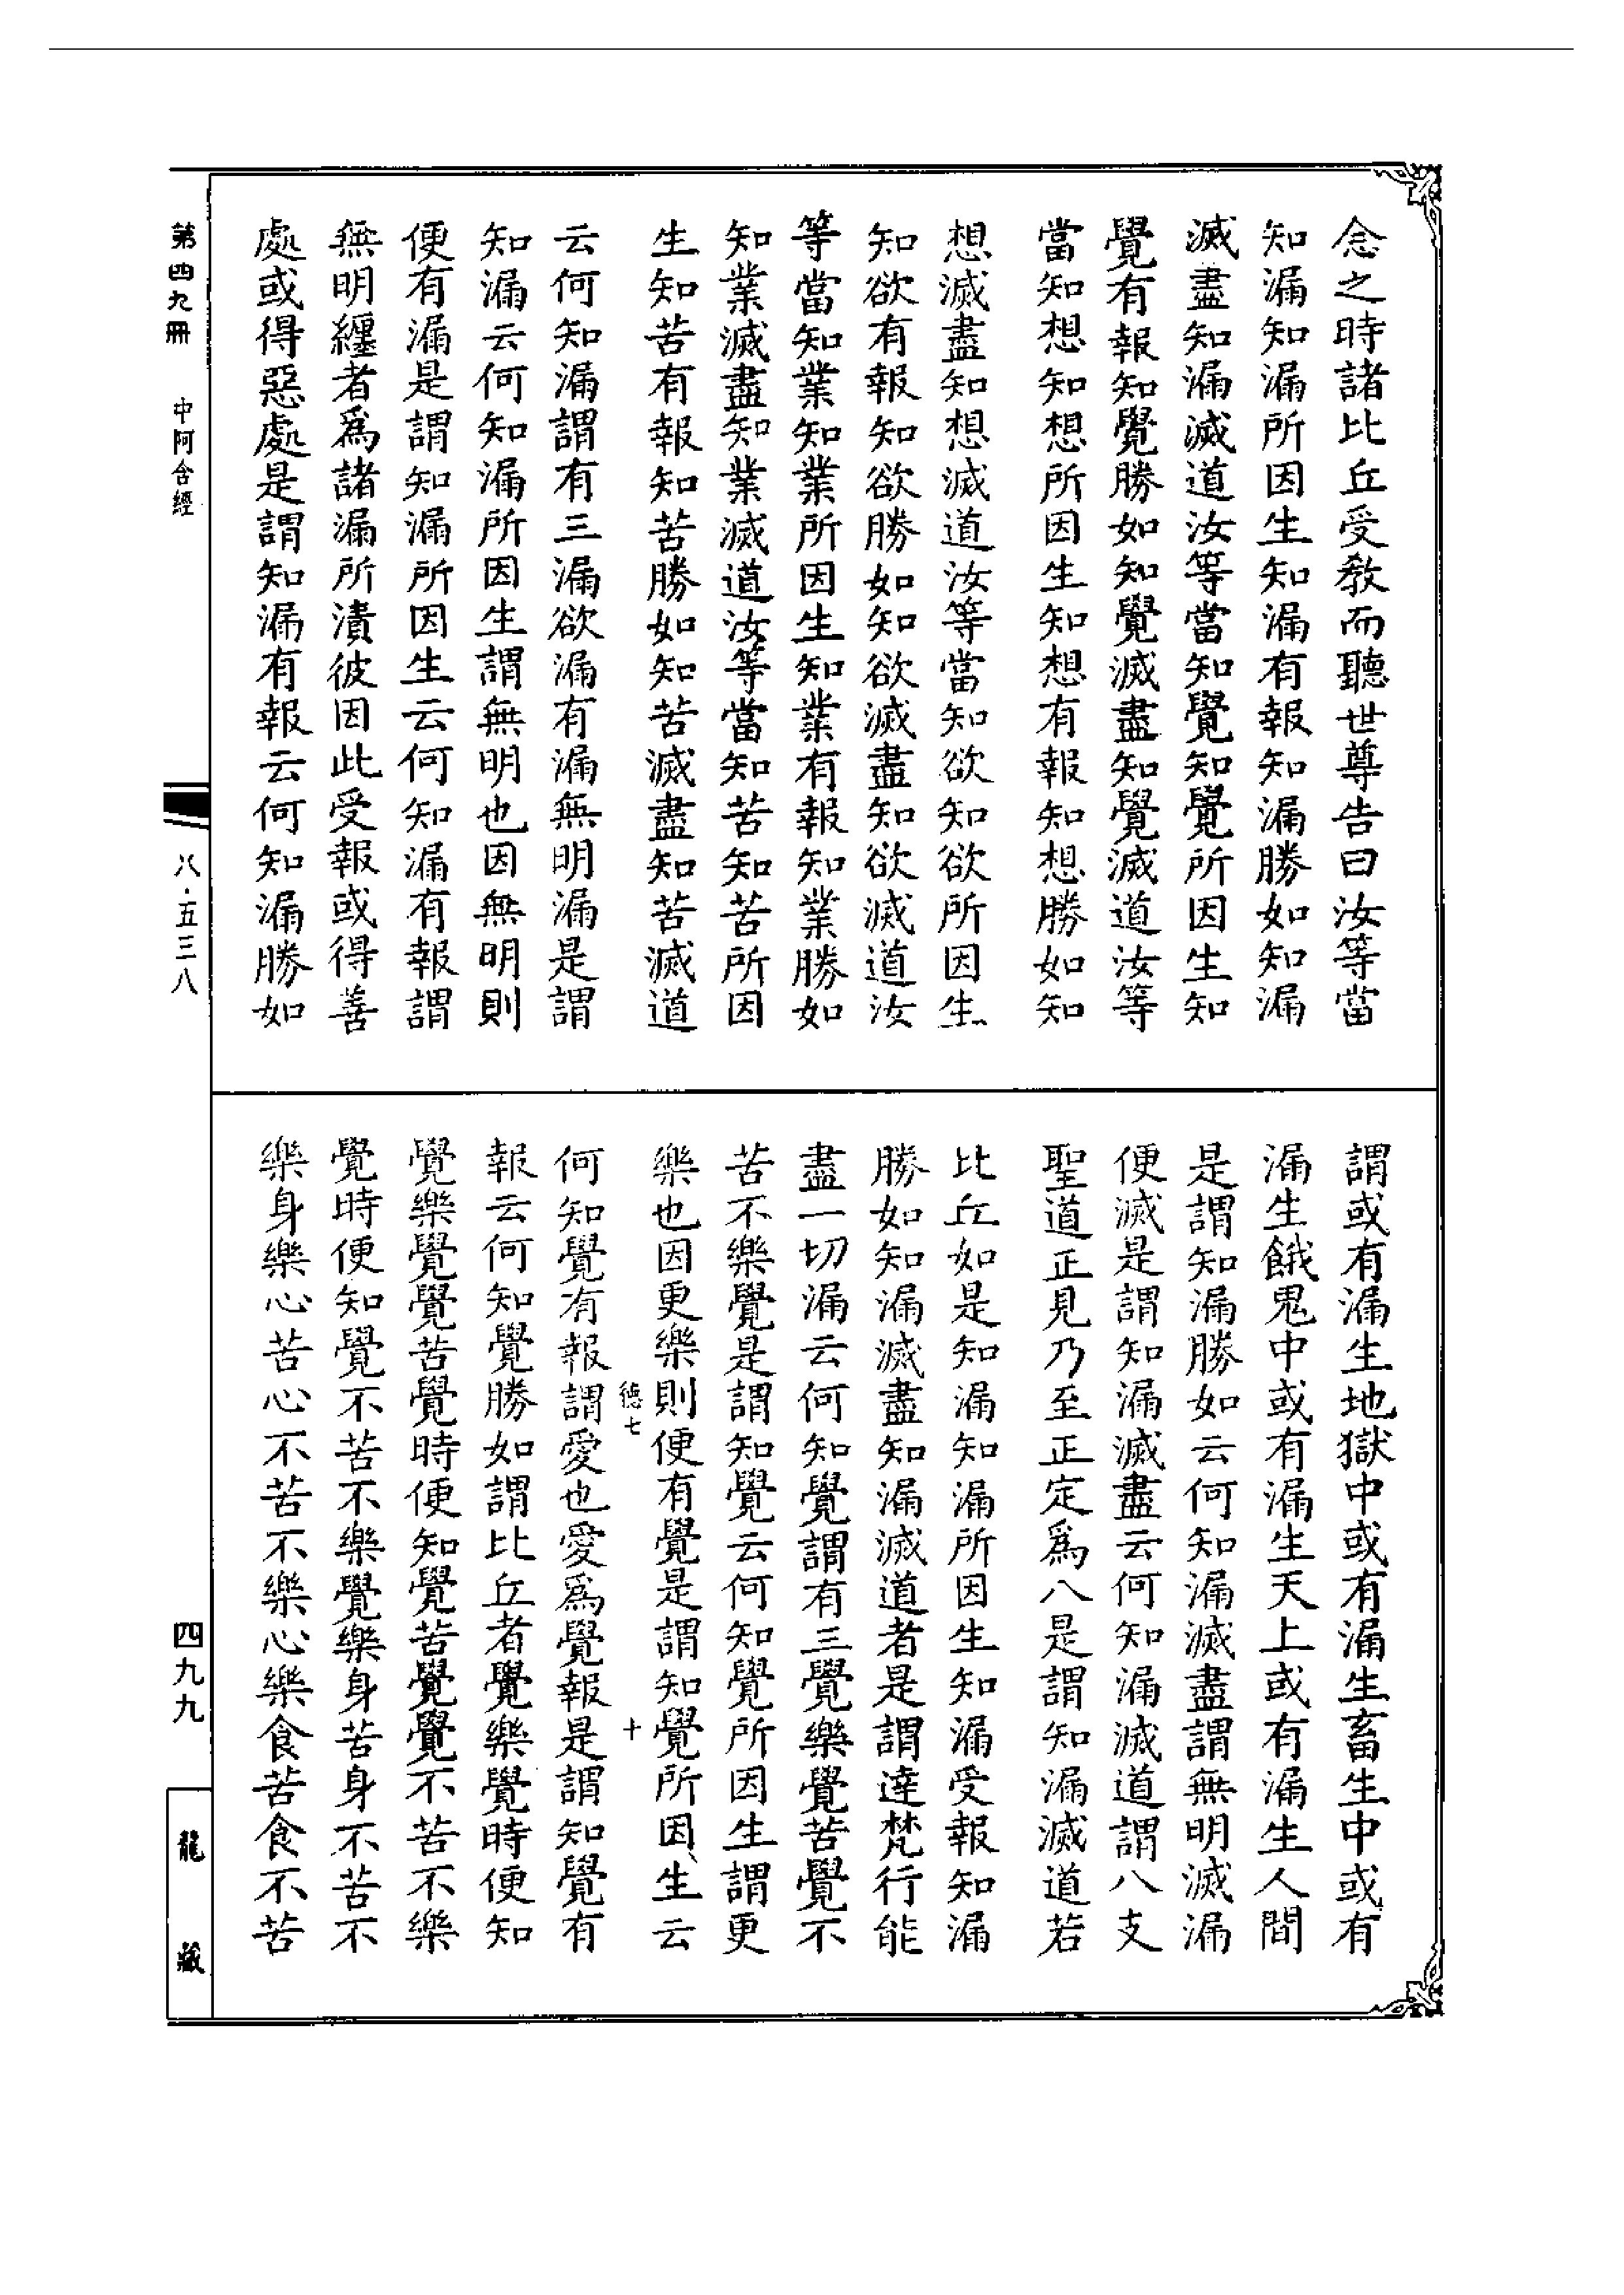 念之時諸比丘受教而聽世尊告曰汝等當
知漏知漏所因生知漏有報知漏勝如知漏
滅盡知漏滅道汝等當知覺知覺所因生知
覺有報知覺勝如知覺滅盡知覺滅道汝等
當知想知想所因生知想有報知想勝如知
想滅盡知想滅道汝等當知欲知欲所因生
知欲有報知欲勝如知欲滅盡知欲滅道汝
等當知業知業所因生知業有報知業勝如
知業滅盡知業滅道汝等當知苦知苦所因
生知苦有報知苦勝如知苦滅盡知苦滅道
云何知漏謂有三漏欲漏有漏無明漏是謂
知漏云何知漏所因生謂無明也因無明則
便有漏是謂知漏所因生云何知漏有報謂
無明纏者爲諸漏所漬彼因此受報或得善
處或得惡處是謂知漏有報云何知漏勝如
謂或有漏生地獄中或有漏生畜生中或有
漏生餓鬼中或有漏生天上或有漏生人間
是謂知漏勝如云何知漏滅盡謂無明滅漏
便滅是謂知漏滅盡云何知漏滅道謂八支
聖道正見乃至正定爲八是謂知漏滅道若
比丘如是知漏知漏所因生知漏受報知漏
勝如知漏滅盡知漏滅道者是謂達梵行能
盡一切漏云何知覺謂有三覺樂覺苦覺不
苦不樂覺是謂知覺云何知覺所因生謂更
樂也因更樂則便有覺是謂知覺所因生云
德七 十
何知覺有報謂愛也愛爲覺報是謂知覺有
報云何知覺勝如謂比丘者覺樂覺時便知
覺樂覺覺苦覺時便知覺苦覺覺不苦不樂
覺時便知覺不苦不樂覺樂身苦身不苦不
樂身樂心苦心不苦不樂心樂食苦食不苦
第四九冊 中阿含經
八·五三八
四九九
龍藏